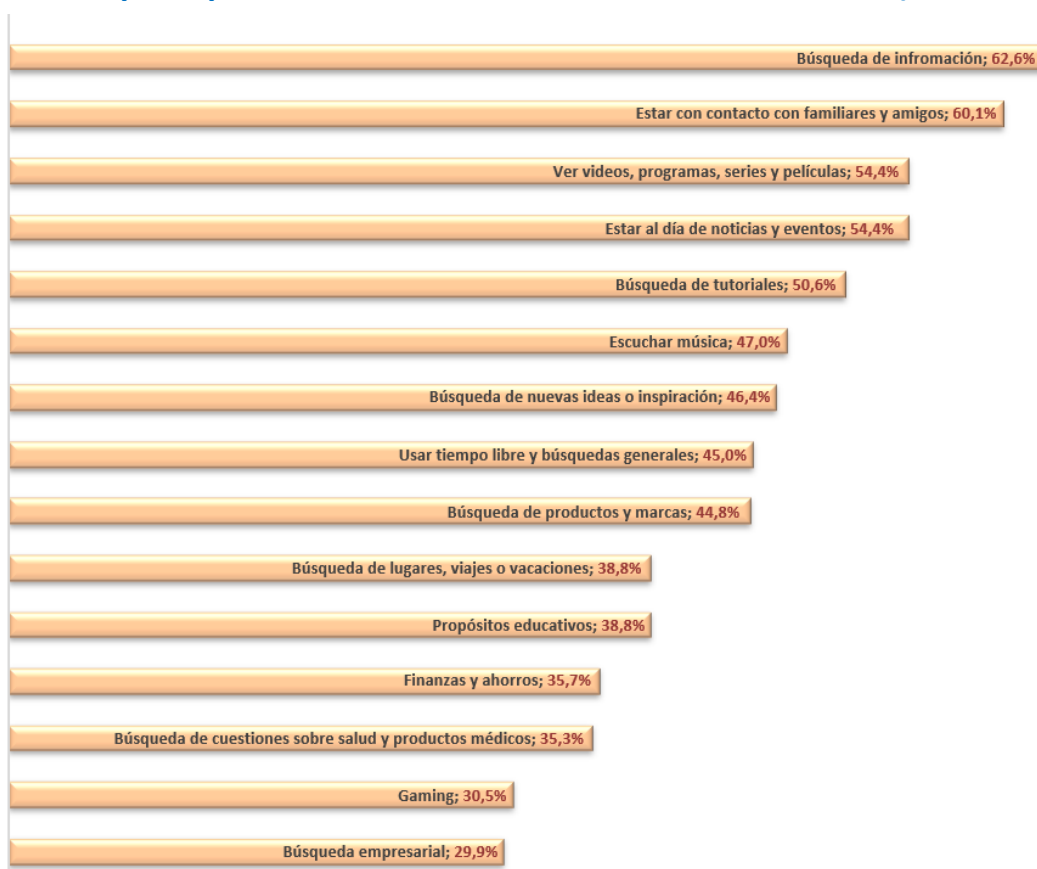 Búsqueda de infromación; 62,6%
Estar con contacto con familiares y amigos; 60,1%
Ver videos, programas, series y películas; 54,4%
Estar al día de noticias y eventos; 54,4%
Búsqueda de tutoriales; 50,6%
Escuchar música; 47,0%
Búsqueda de nuevas ideas o inspiración; 46,4%
Usar tiempo libre y búsquedas generales; 45,0%
Búsqueda de productos y marcas; 44,8%
Búsqueda de lugares, viajes o vacaciones; 38,8%
Propósitos educativos; 38,8%
Finanzas y ahorros; 35,7%
Búsqueda de cuestiones sobre salud y productos médicos; 35,3%
Gaming; 30,5%
Búsqueda empresarial; 29,9%